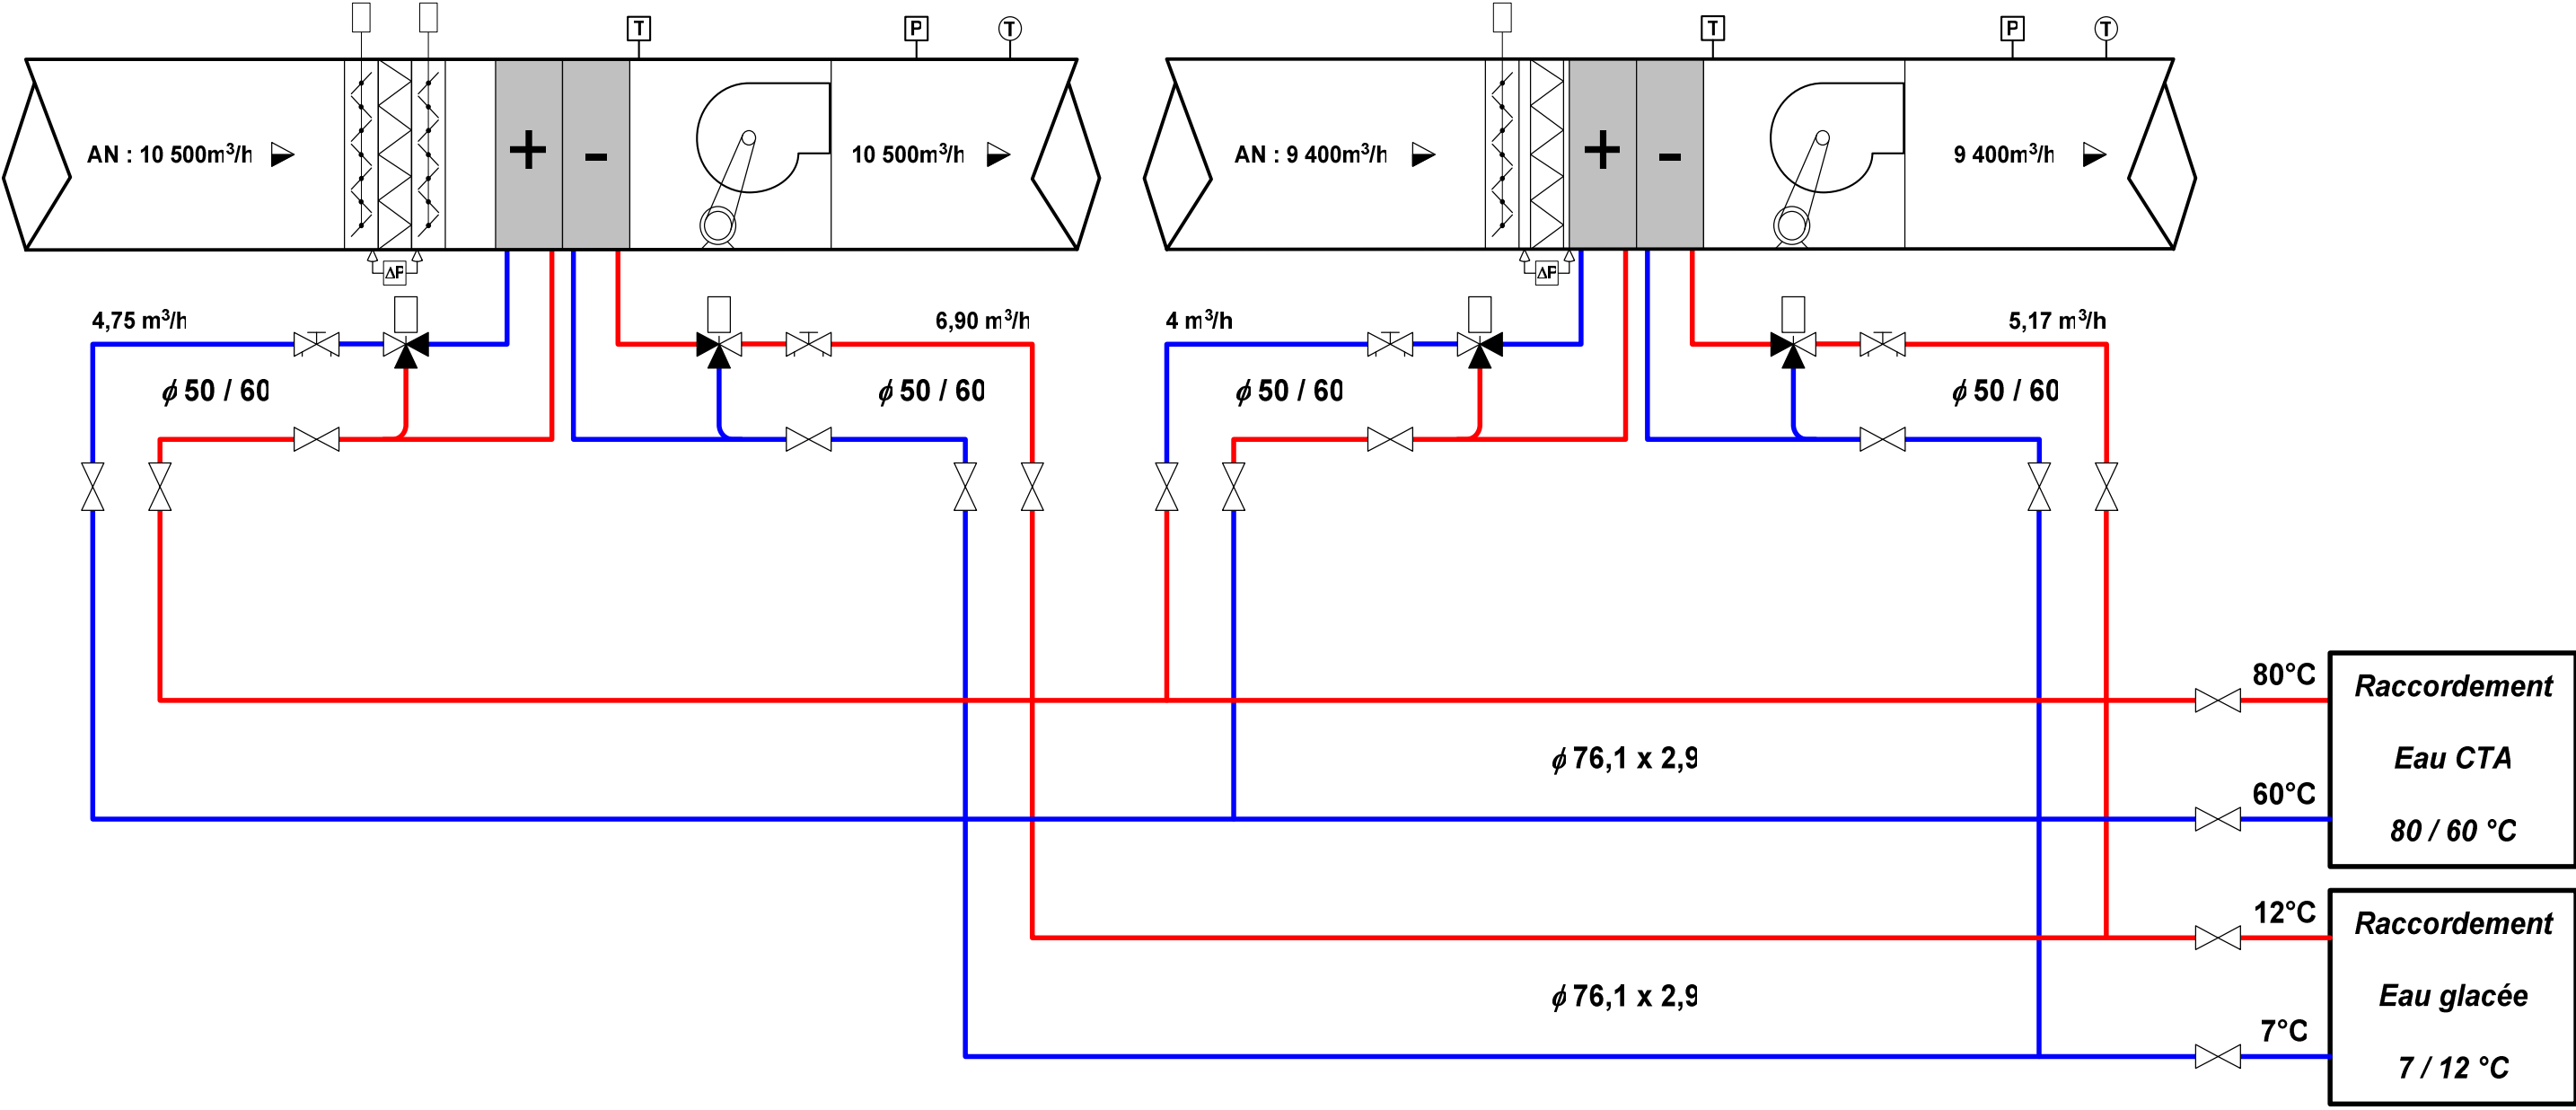 T
P
T
T
P
T
AN : 10 500m³/h
+
-
10 500m³/h
AN : 9 400m³/h
+
-
9 400m³/h
ΔP
ΔP
4,75 m³/h
6,90 m³/h
4 m³/h
5,17 m³/h
ϕ 50 / 60
ϕ 50 / 60
ϕ 50 / 60
ϕ 50 / 60
80°C
Raccordement
Eau CTA
80 / 60 °C
ϕ 76,1 x 2,9
60°C
12°C
Raccordement
Eau glacée
7 / 12 °C
ϕ 76,1 x 2,9
7°C